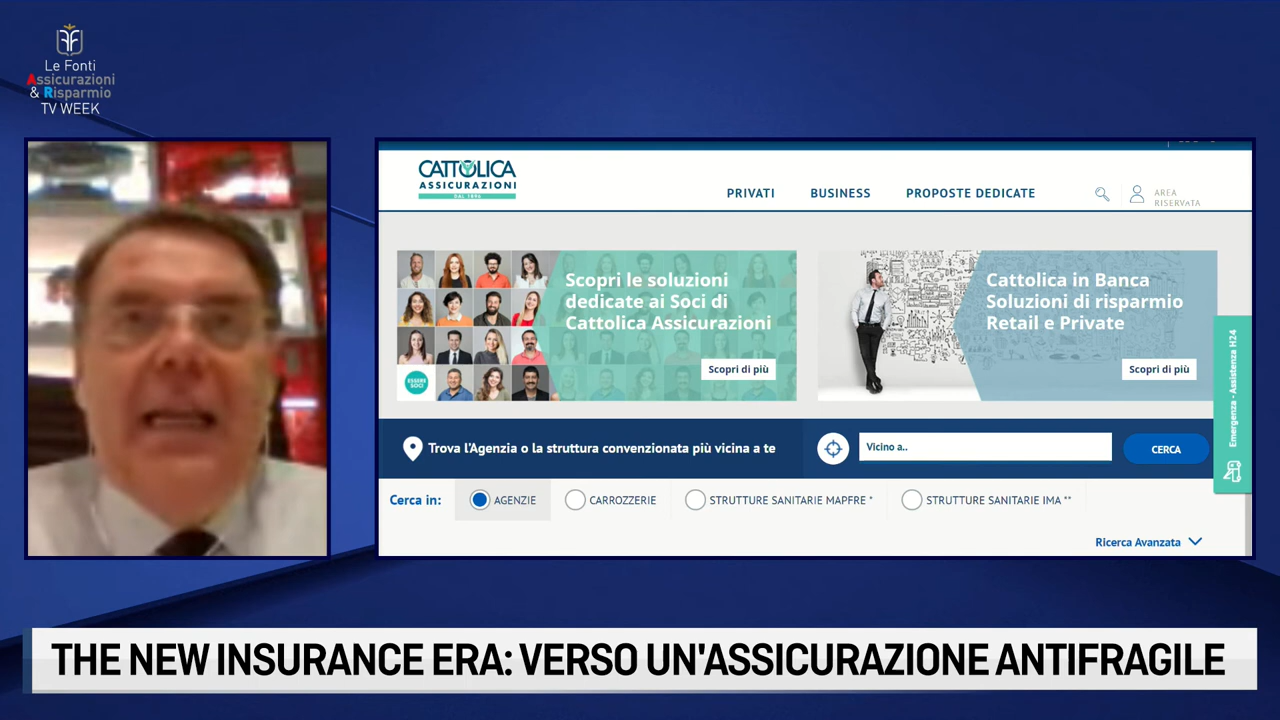 Le Fonti
Assicurazioni
& Risparmio
TV WEEK
CATTOLICA
ASSICURAZIONI
DAL 1896
PRIVATI
BUSINESS
PROPOSTE DEDICATE
AREA
RISERVATA
Scopri le soluzioni
dedicate ai Soci di
Cattolica Assicurazioni
Scopri di più
ESSERE
SOCI
Cattolica in Banca
Soluzioni di risparmio
Retail e Private
Scopri di più
Emergenza - Assistenza H24
Trova l'Agenzia o la struttura convenzionata più vicina a te
Vicino a..
CERCA
Cerca in:
AGENZIE
CARROZZERIE
STRUTTURE SANITARIE MAPFRE *
STRUTTURE SANITARIE IMA **
Ricerca Avanzata
THE NEW INSURANCE ERA: VERSO UN'ASSICURAZIONE ANTIFRAGILE